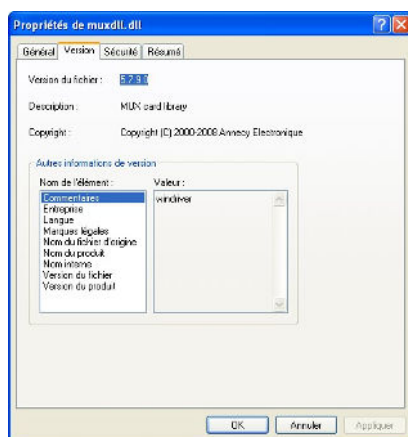 Propriétés de muxdll.dll
Général Version Sécurité Résumé
Version du fichier : 5.7.9.0
Description : MUX card library
Copyright : Copyright (C) 2000-2008 Annecy Electronique
Autres informations de version
Nom de l'élément : Valeur :
Commentaires windriver
Entreprise
Langue
Marques légales
Nom du fichier d'origine
Nom du produit
Nom interne
Version du fichier
Version du produit
OK Annuler Appliquer